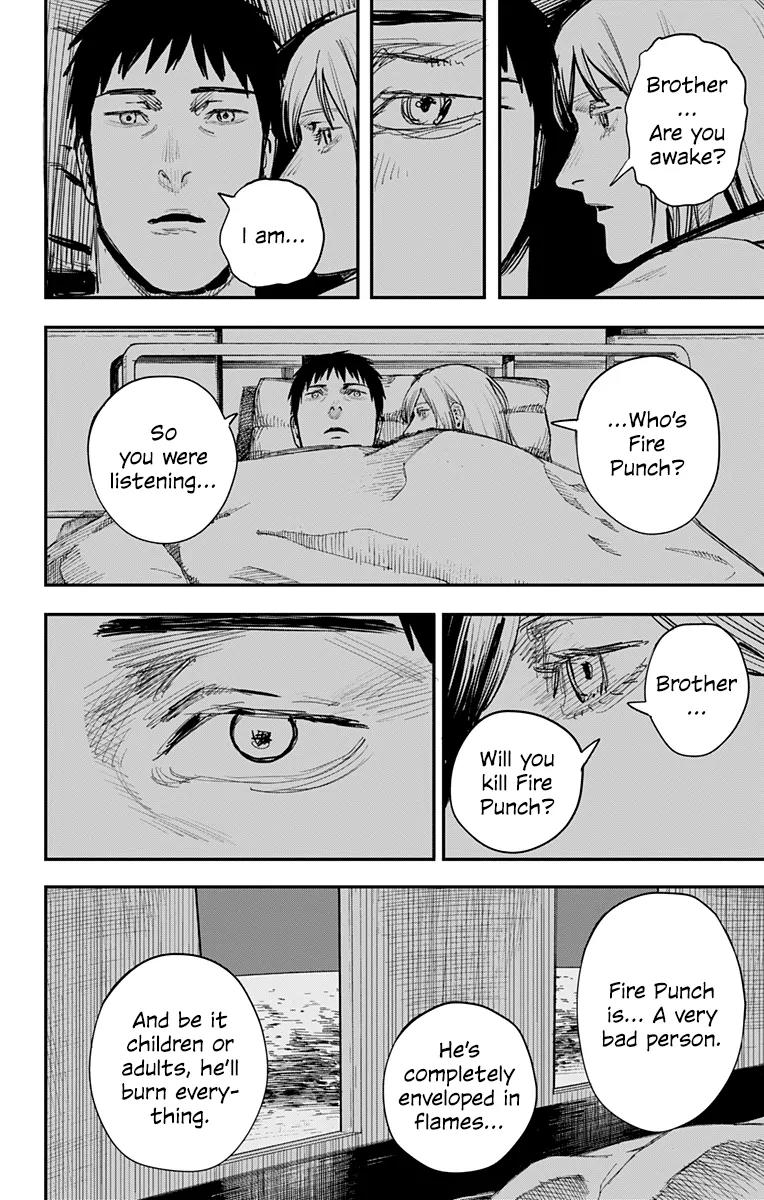 Brother
...
Are you
awake?
I am...
...Who's
Fire
Punch?
So
you were
listening...
Brother
...
Will you
kill Fire
Punch?
Fire Punch
is... A very
bad person.
He's
completely
enveloped in
flames...
And be it
children or
adults, he'll
burn every-
thing.